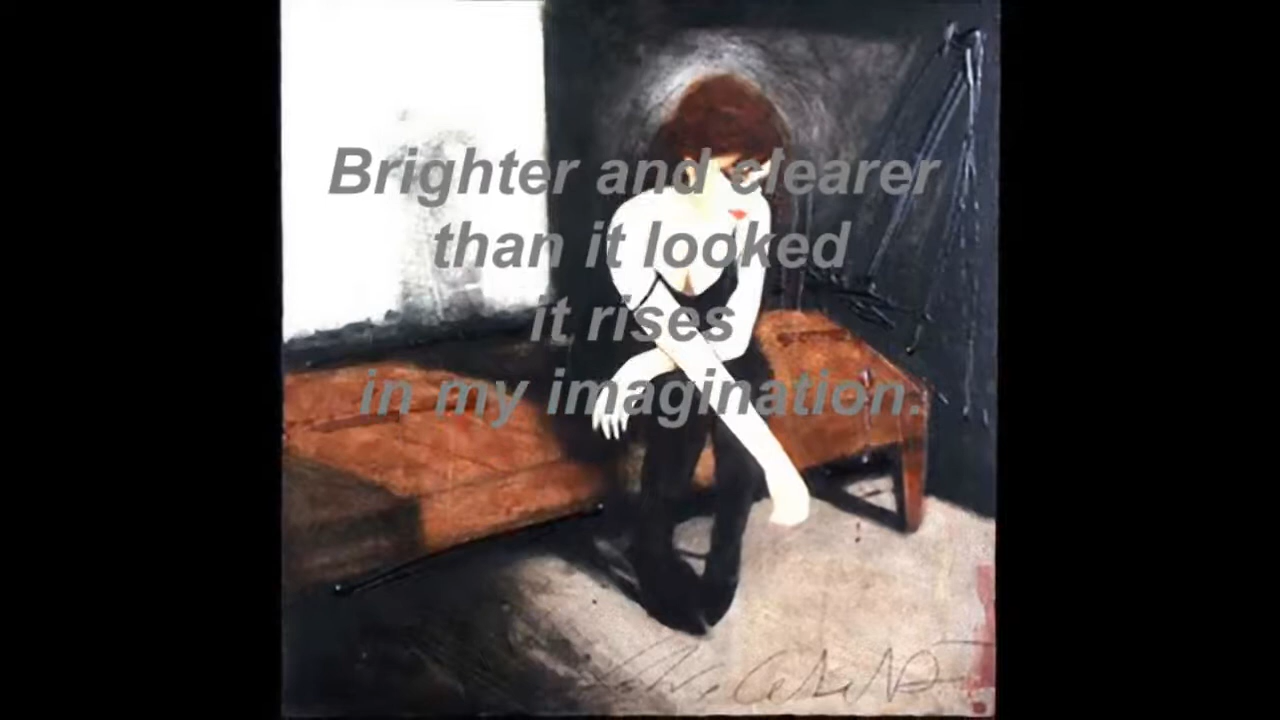 Brighter and clearer
than it looked
it rises
in my imagination.